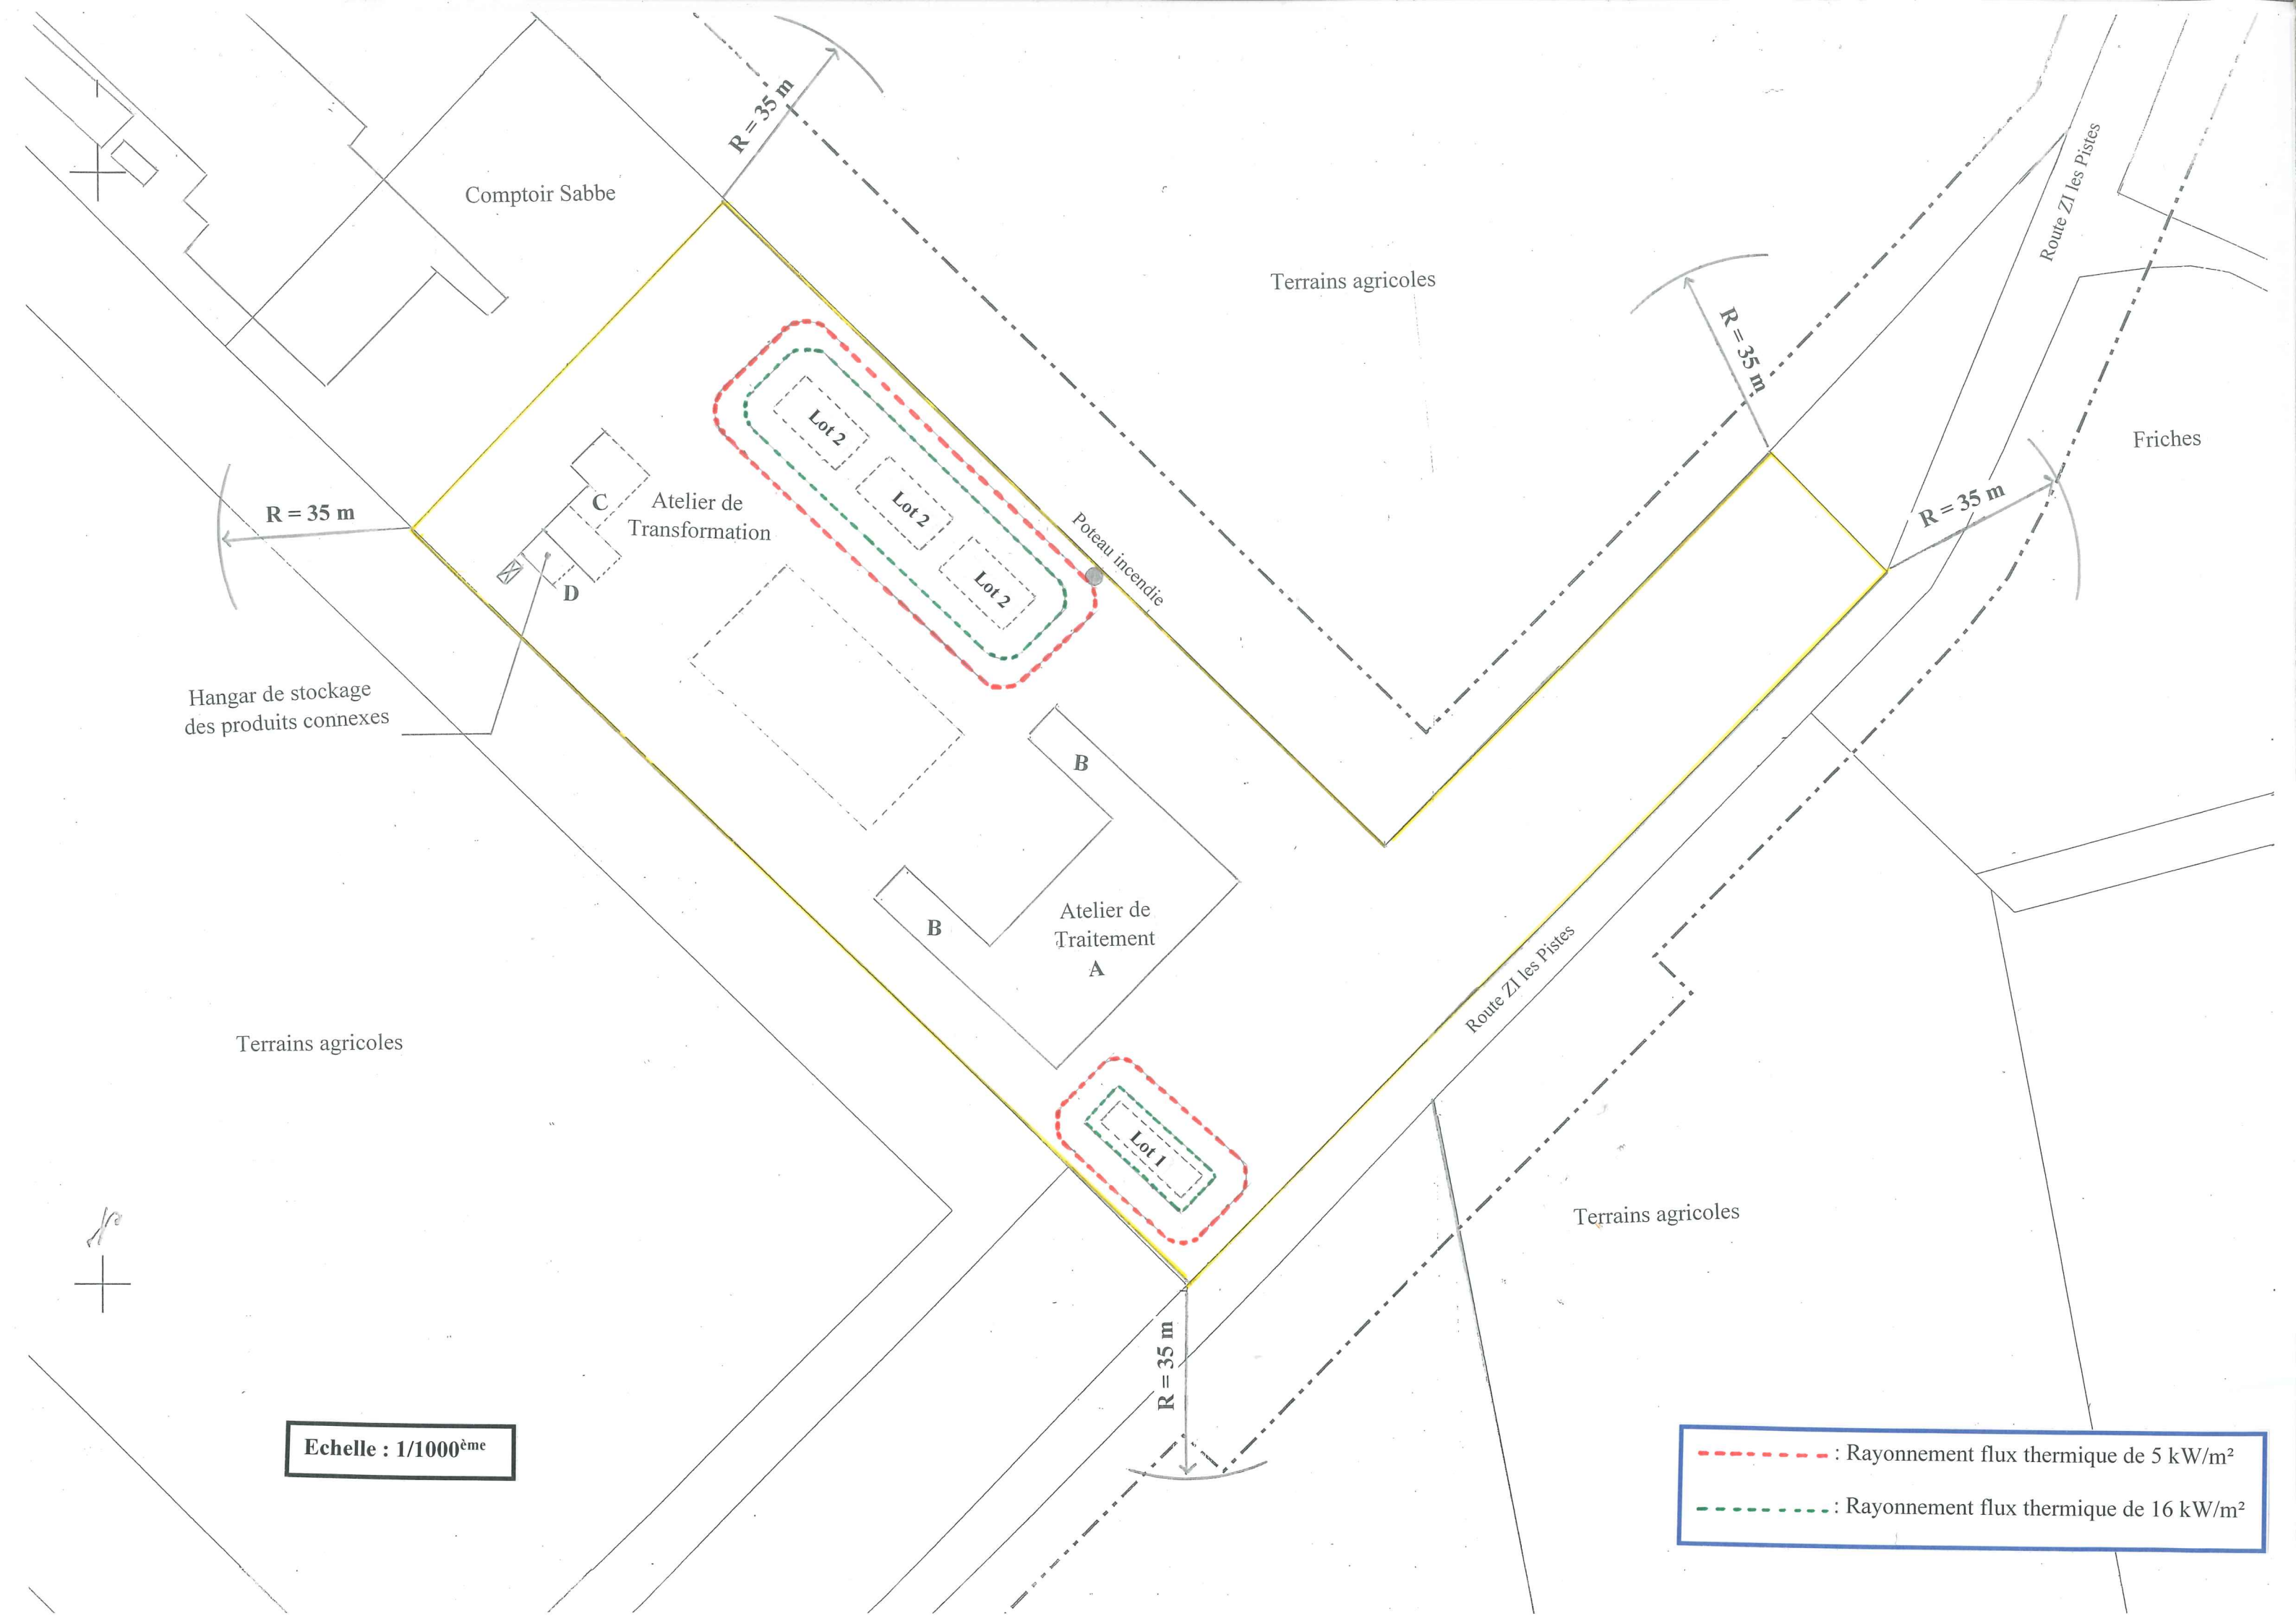 R = 35 m
Comptoir Sabbe
Route ZI les Pistes
Terrains agricoles
R = 35 m
Friches
Lot 2
Lot 2
Lot 2
R = 35 m
C
Atelier de
Transformation
R = 35 m
Poteau incendie
D
Hangar de stockage
des produits connexes
B
B
Atelier de
Traitement
A
Route ZI les Pistes
Terrains agricoles
Lot 1
Terrains agricoles
R = 35 m
Echelle : 1/1000ème
: Rayonnement flux thermique de 5 kW/m²
: Rayonnement flux thermique de 16 kW/m²